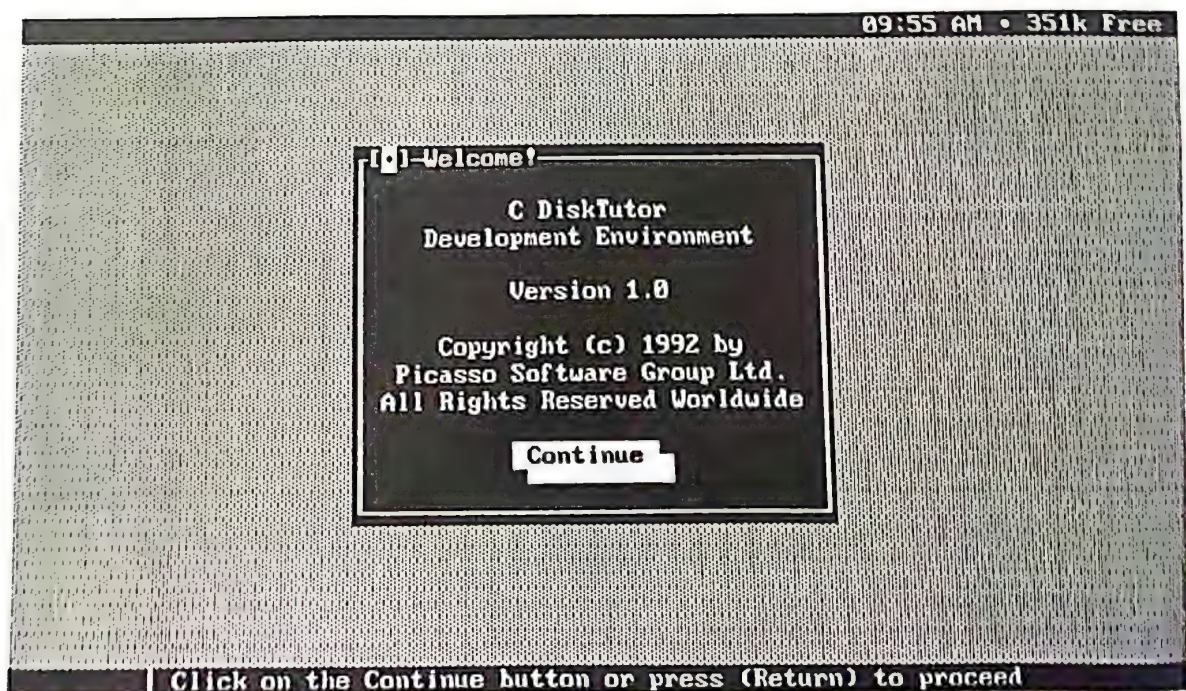 09:55 AM • 351k Free
[•]-Welcome!
C DiskTutor
Development Environment
Version 1.0
Copyright (c) 1992 by
Picasso Software Group Ltd.
All Rights Reserved Worldwide
Continue
Click on the Continue button or press (Return) to proceed